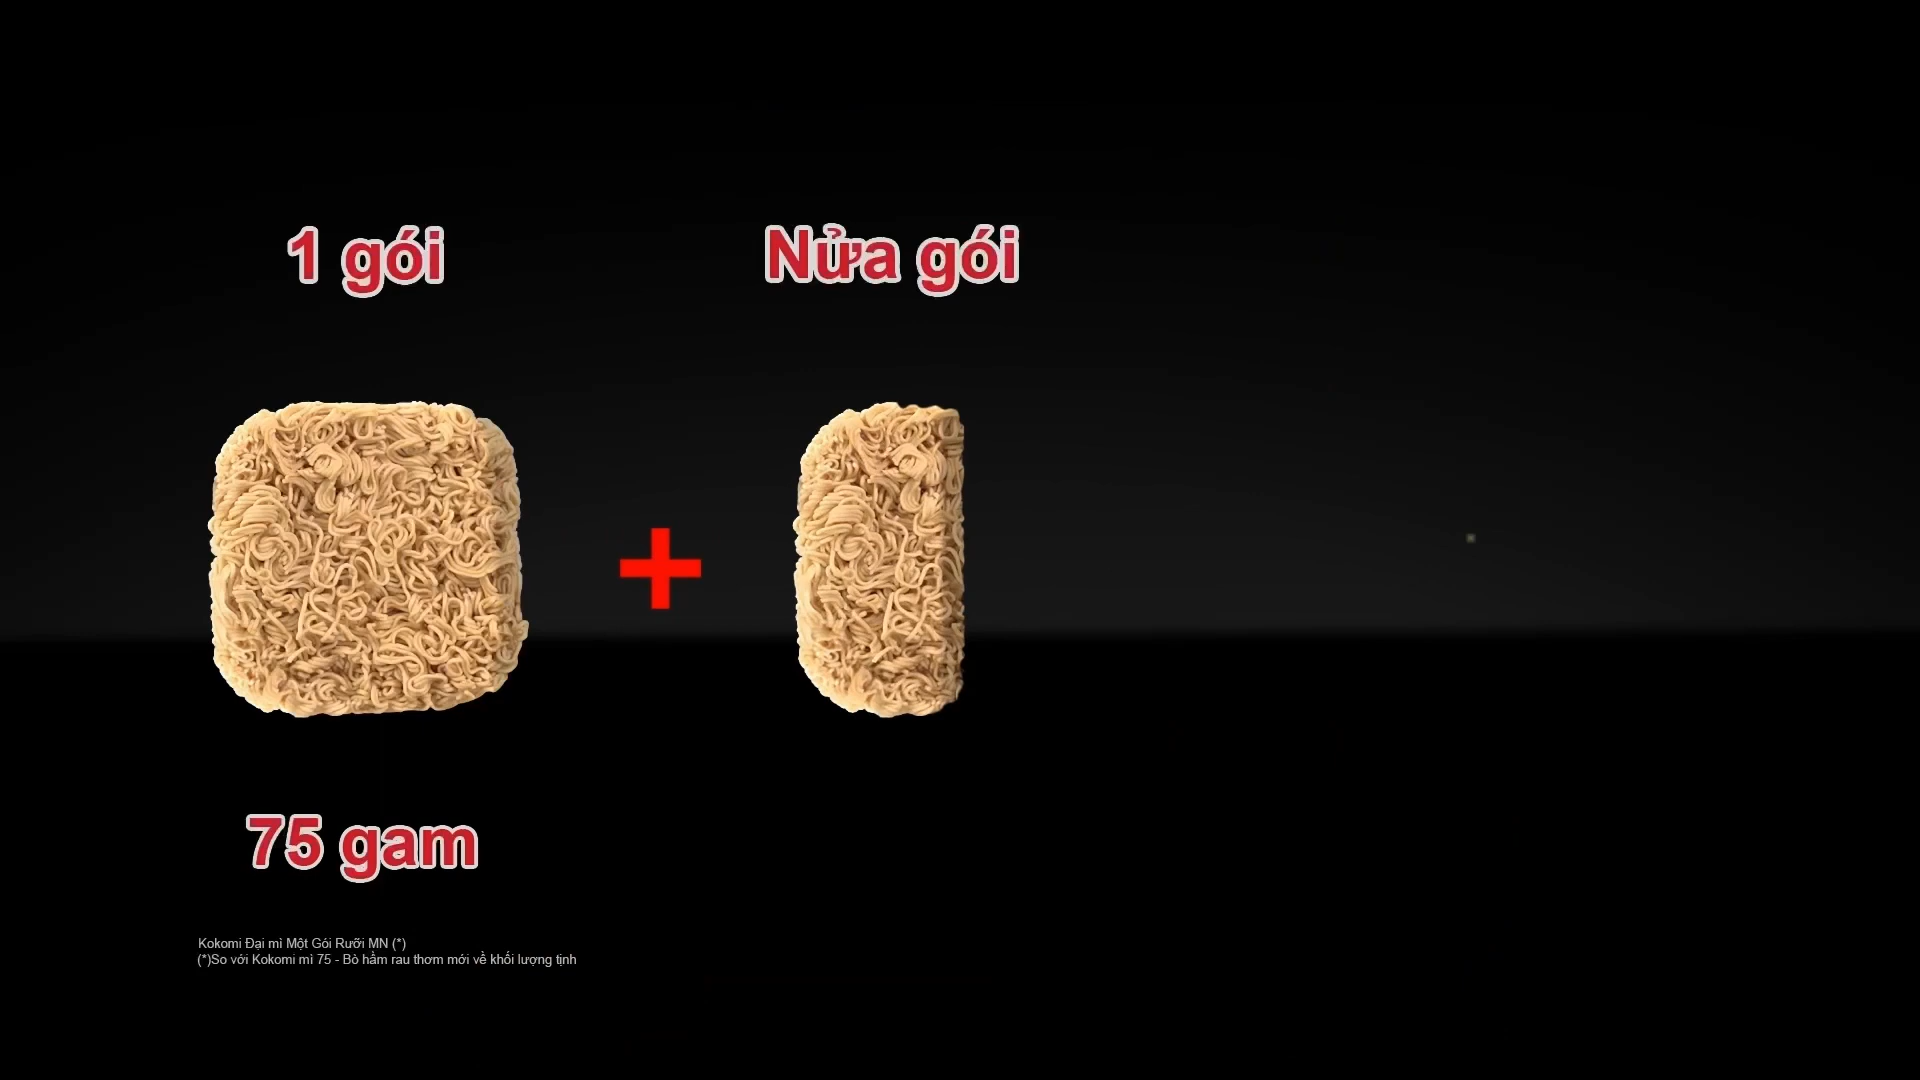 1 gói
Nửa gói
75 gam
Kokomi Đại mì Một Gói Rưỡi MN (*)
(*)So với Kokomi mì 75 - Bò hầm rau thơm mới về khối lượng tịnh